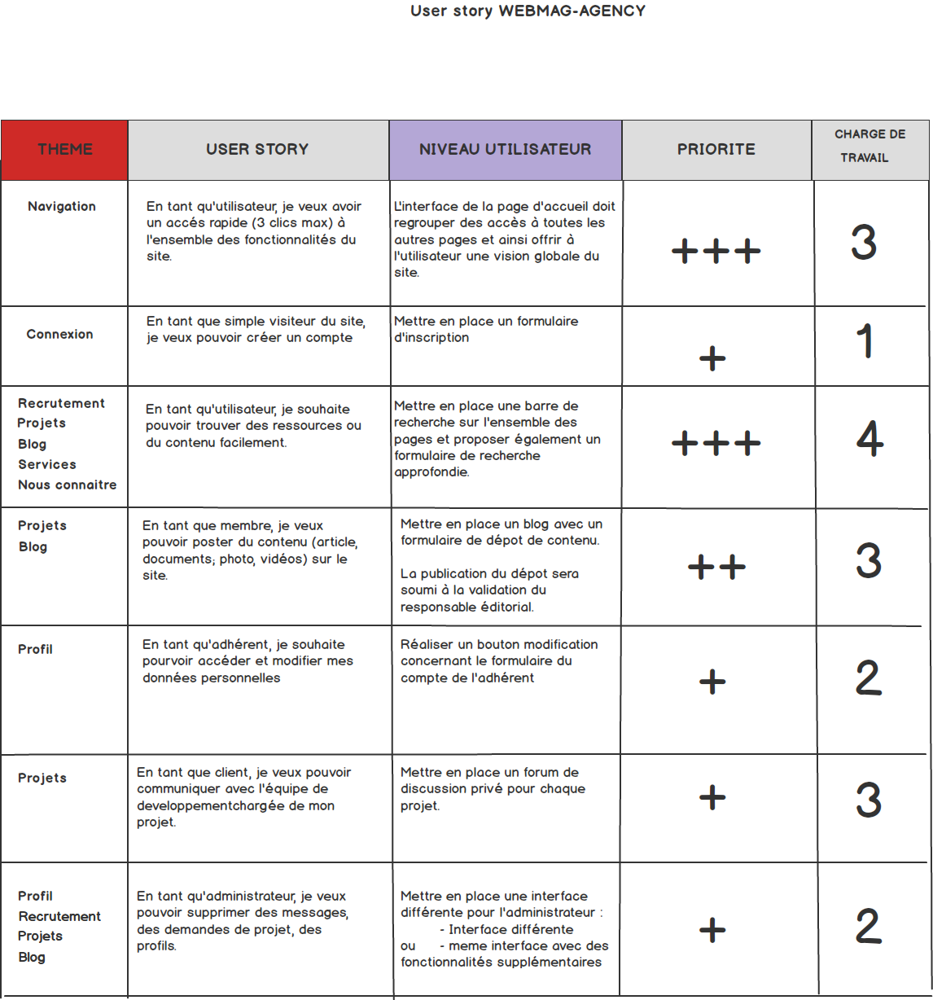 User story WEBMAG-AGENCY
THEME
USER STORY
NIVEAU UTILISATEUR
PRIORITE
CHARGE DE
TRAVAIL
Navigation
En tant qu'utilisateur, je veux avoir
un accés rapide (3 clics max) à
l'ensemble des fonctionnalités du
site.
L'interface de la page d'accueil doit
regrouper des accès à toutes les
autres pages et ainsi offrir à
l'utilisateur une vision globale du
site.
+++
3
Connexion
En tant que simple visiteur du site,
je veux pouvoir créer un compte
Mettre en place un formulaire
d'inscription
+
1
Recrutement
Projets
Blog
Services
Nous connaitre
En tant qu'utilisateur, je souhaite
pouvoir trouver des ressources ou
du contenu facilement.
Mettre en place une barre de
recherche sur l'ensemble des
pages et proposer également un
formulaire de recherche
approfondie.
+++
4
Projets
Blog
En tant que membre, je veux
pouvoir poster du contenu (article,
documents; photo, vidéos) sur le
site.
Mettre en place un blog avec un
formulaire de dépot de contenu.
La publication du dépot sera
soumi à la validation du
responsable éditorial.
++
3
Profil
En tant qu'adhérent, je souhaite
pourvoir accéder et modifier mes
données personnelles
Réaliser un bouton modification
concernant le formulaire du
compte de l'adhérent
+
2
Projets
En tant que client, je veux pouvoir
communiquer avec l'équipe de
developpementchargée de mon
projet.
Mettre en place un forum de
discussion privé pour chaque
projet.
+
3
Profil
Recrutement
Projets
Blog
En tant qu'administrateur, je veux
pouvoir supprimer des messages,
des demandes de projet, des
profils.
Mettre en place une interface
différente pour l'administrateur :
- Interface différente
ou - meme interface avec des
fonctionnalités supplémentaires
+
2